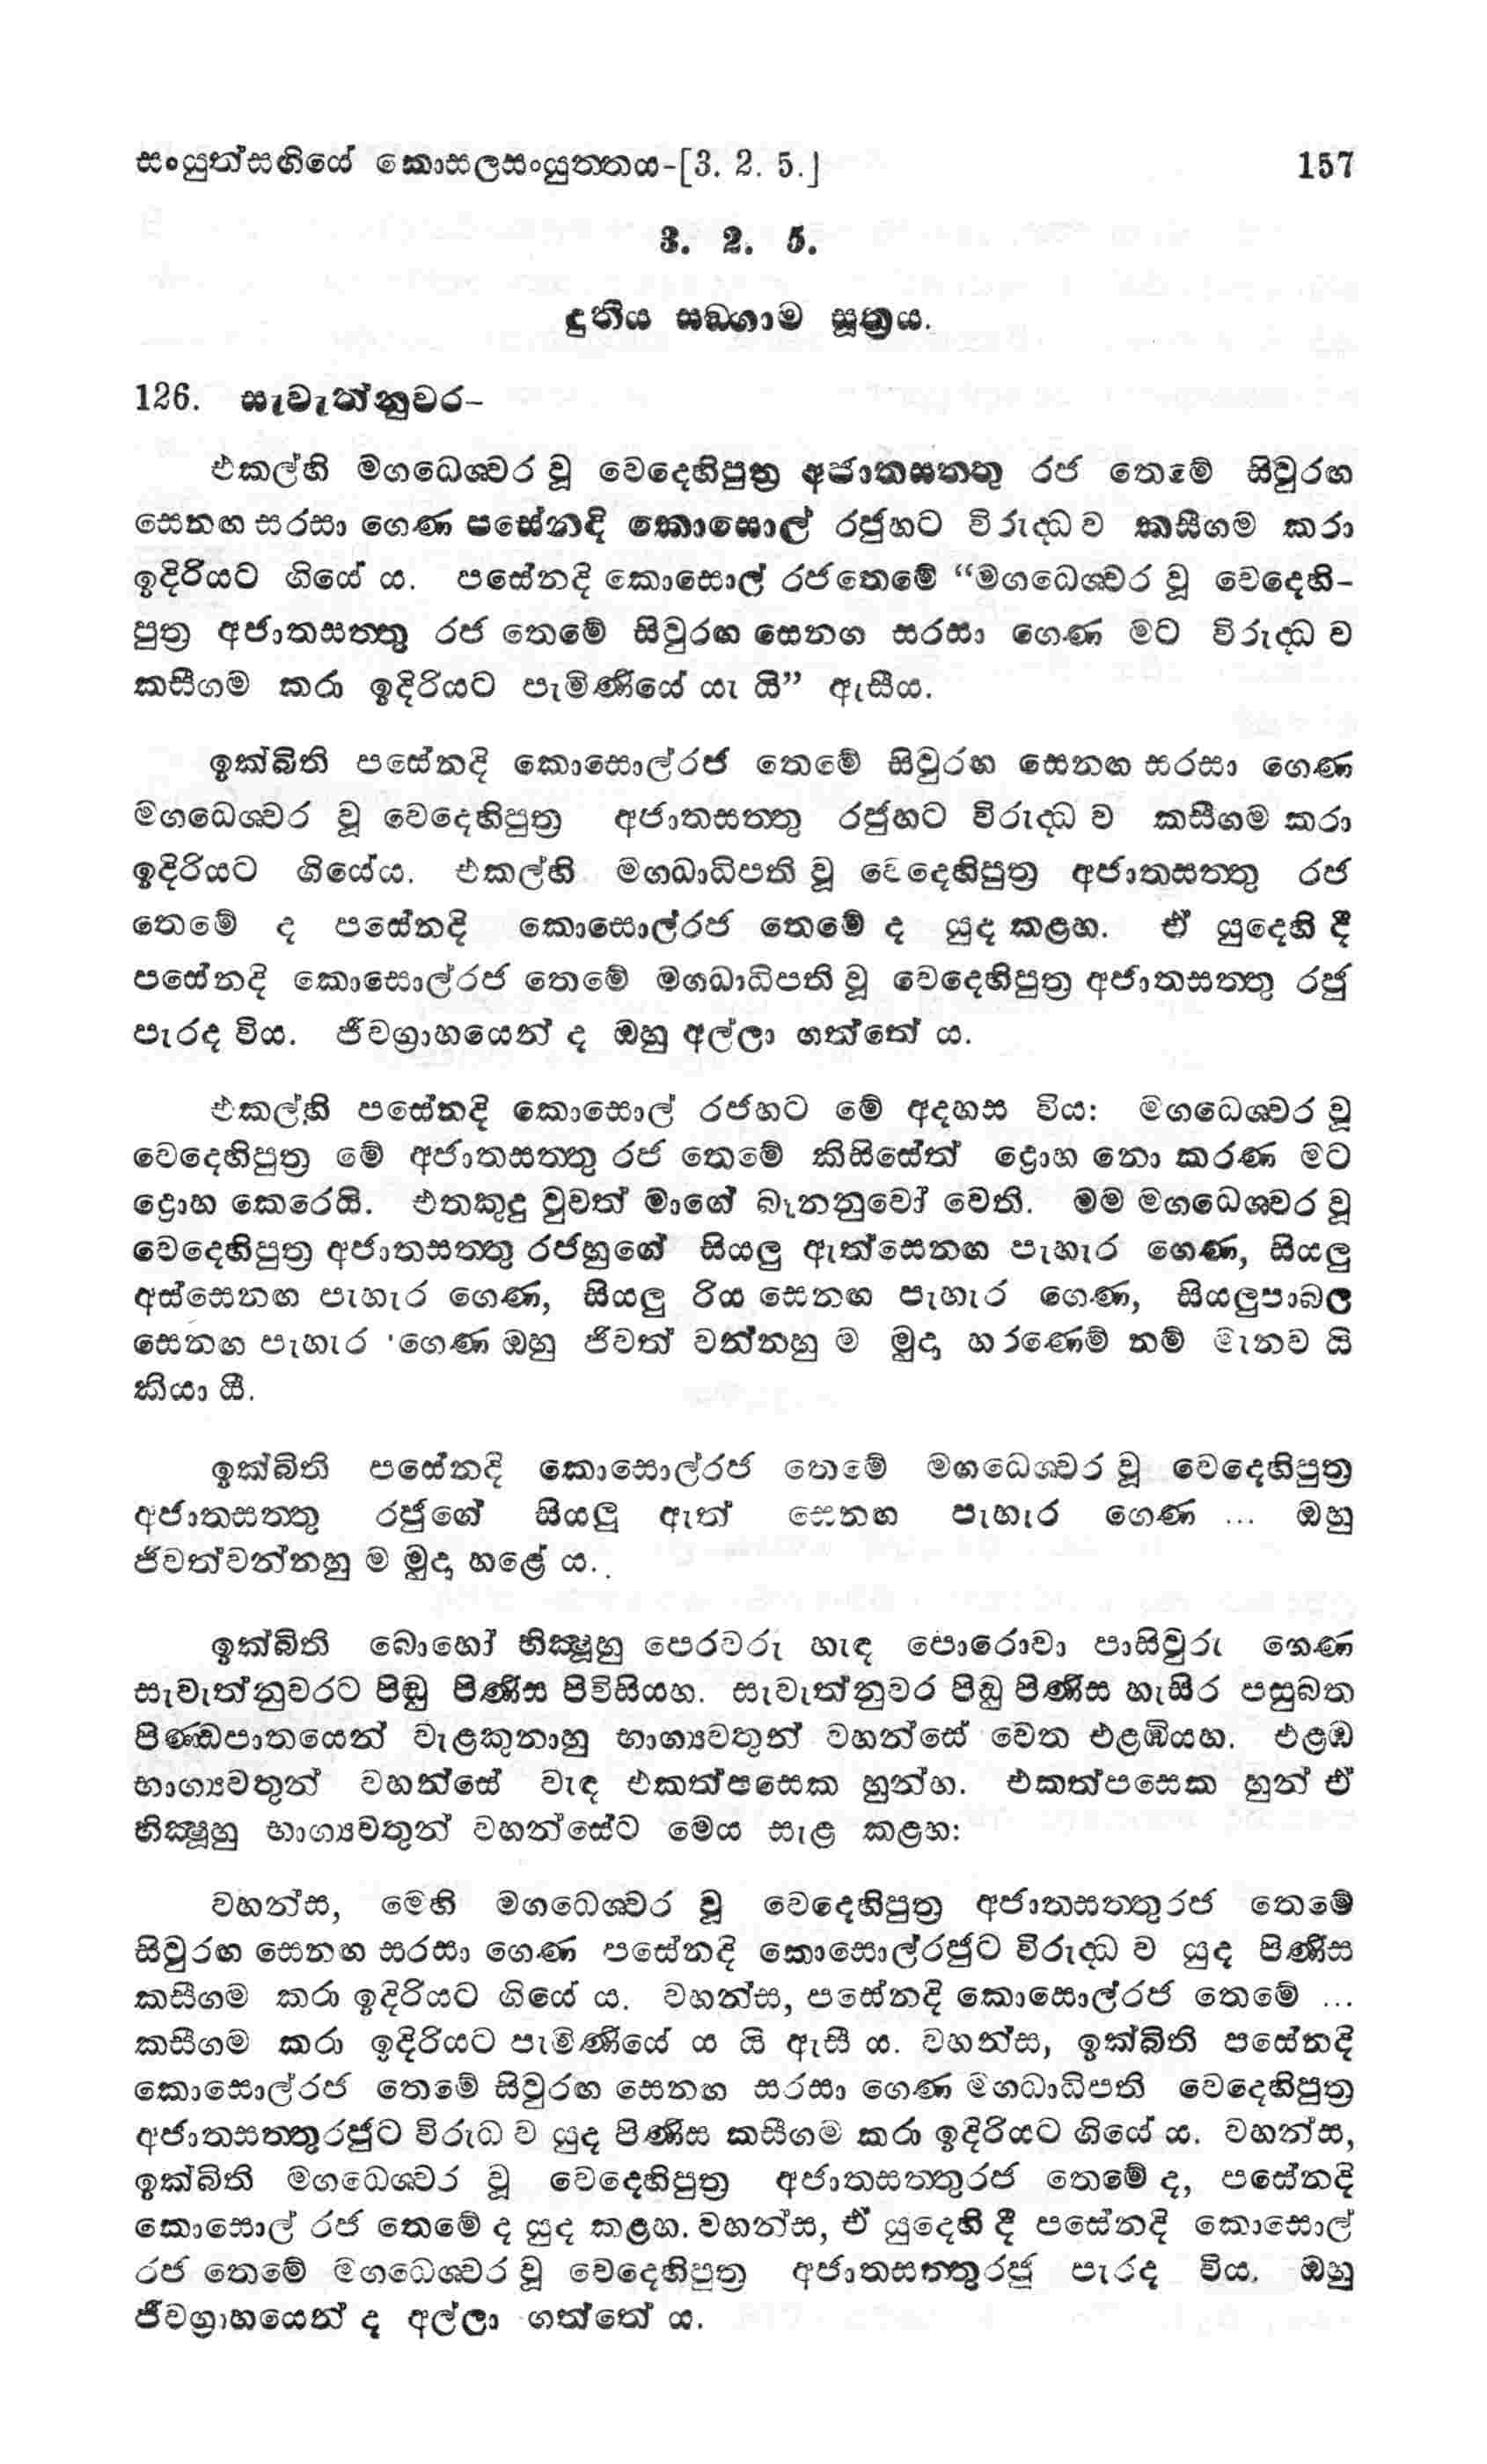 සංයුත්සඟියේ කොසලසංයුත්තය-[3. 2. 5.] 157
3. 2. 5.
දුතිය සඞ්ගාම සූත්‍රය.
126. සැවැත්නුවර-
එකල්හි මගධෙශ්වර වූ වෙදෙහිපුත්‍ර අජාතසත්තු රජ තෙමේ සිවුරඟ
සෙනඟ සරසා ගෙණ පසේනදි කොසොල් රජුහට විරුද්ධ ව කසීගම කරා
ඉදිරියට ගියේ ය. පසේනදි කොසොල් රජතෙමේ “මගධෙශ්වර වූ වෙදෙහි-
පුත්‍ර අජාතසත්තු රජ තෙමේ සිවුරඟ සෙනග සරසා ගෙණ මට විරුද්ධ ව
කසීගම කරා ඉදිරියට පැමිණියේ යැ යි” ඇසීය.
ඉක්බිති පසේනදි කොසොල්රජ තෙමේ සිවුරඟ සෙනඟ සරසා ගෙණ
මගධෙශ්වර වූ වෙදෙහිපුත්‍ර අජාතසත්තු රජුහට විරුද්ධ ව කසීගම කරා
ඉදිරියට ගියේය. එකල්හි මගධාධිපති වූ වෙදෙහිපුත්‍ර අජාතසත්තු රජ
තෙමේ ද පසේනදි කොසොල්රජ තෙමේ ද යුද කළහ. ඒ යුදෙහි දී
පසේනදි කොසොල්රජ තෙමේ මගධාධිපති වූ වෙදෙහිපුත්‍ර අජාතසත්තු රජු
පැරද විය. ජීවග්‍රාහයෙන් ද ඔහු අල්ලා ගත්තේ ය.
එකල්හි පසේනදි කොසොල් රජහට මේ අදහස විය: මගධෙශ්වර වූ
වෙදෙහිපුත්‍ර මේ අජාතසත්තු රජ තෙමේ කිසිසේත් ද්‍රොහ නො කරණ මට
ද්‍රොහ කෙරෙයි. එතකුදු වුවත් මාගේ බෑනනුවෝ වෙති. මම මගධෙශ්වර වූ
වෙදෙහිපුත්‍ර අජාතසත්තු රජහුගේ සියලු ඇත්සෙනඟ පැහැර ගෙණ, සියලු
අස්සෙනඟ පැහැර ගෙණ, සියලු රිය සෙනඟ පැහැර ගෙණ, සියලුපාබල
සෙනඟ පැහැර ගෙණ ඔහු ජිවත් වන්නහු ම මුදා හරණෙම් නම් මැනව යි
කියා යි.
ඉක්බිති පසේනදි කොසොල්රජ තෙමේ මගධෙශ්වර වූ වෙදෙහිපුත්‍ර
අජාතසත්තු රජුගේ සියලු ඇත් සෙනඟ පැහැර ගෙණ ... ඔහු
ජීවත්වන්නහු ම මුදා හළේ ය.
ඉක්බිති බොහෝ භික්‍ෂූහු පෙරවරු හැඳ පොරොවා පාසිවුරු ගෙණ
සැවැත්නුවරට පිඬු පිණිස පිවිසියහ. සැවැත්නුවර පිඬු පිණිස හැසිර පසුබත
පිණ්ඩපාතයෙන් වැළකුනාහු භාග්‍යවතුන් වහන්සේ වෙත එළඹියහ. එළඹ
භාග්‍යවතුන් වහන්සේ වැඳ එකත්පසෙක හුන්හ. එකත්පසෙක හුන් ඒ
භික්‍ෂූහු භාග්‍යවතුන් වහන්සේට මෙය සැළ කළහ:
වහන්ස, මෙහි මගධෙශ්වර වූ වෙදෙහිපුත්‍ර අජාතසත්තුරජ තෙමේ
සිවුරඟ සෙනඟ සරසා ගෙණ පසේනදි කොසොල්රජුට විරුද්ධ ව යුද පිණිස
කසීගම කරා ඉදිරියට ගියේ ය. වහන්ස, පසේනදි කොසොල්රජ තෙමේ ...
කසීගම කරා ඉදිරියට පැමිණියේ ය යි ඇසී ය. වහන්ස, ඉක්බිති පසේනදි
කොසොල්රජ තෙමේ සිවුරඟ සෙනඟ සරසා ගෙණ මගධාධිපති වෙදෙහිපුත්‍ර
අජාතසත්තුරජුට විරුධ ව යුද පිණිස කසීගම කරා ඉදිරියට ගියේ ය. වහන්ස,
ඉක්බිති මගධෙශ්වර වූ වෙදෙහිපුත්‍ර අජාතසත්තුරජ තෙමේ ද, පසේනදි
කොසොල් රජ තෙමේ ද යුද කළහ. වහන්ස, ඒ යුදෙහි දී පසේනදි කොසොල්
රජ තෙමේ මගධෙශ්වර වූ වෙදෙහිපුත්‍ර අජාතසත්තුරජු පැරද විය. ඔහු
ජීවග්‍රාහයෙන් ද අල්ලා ගත්තේ ය.